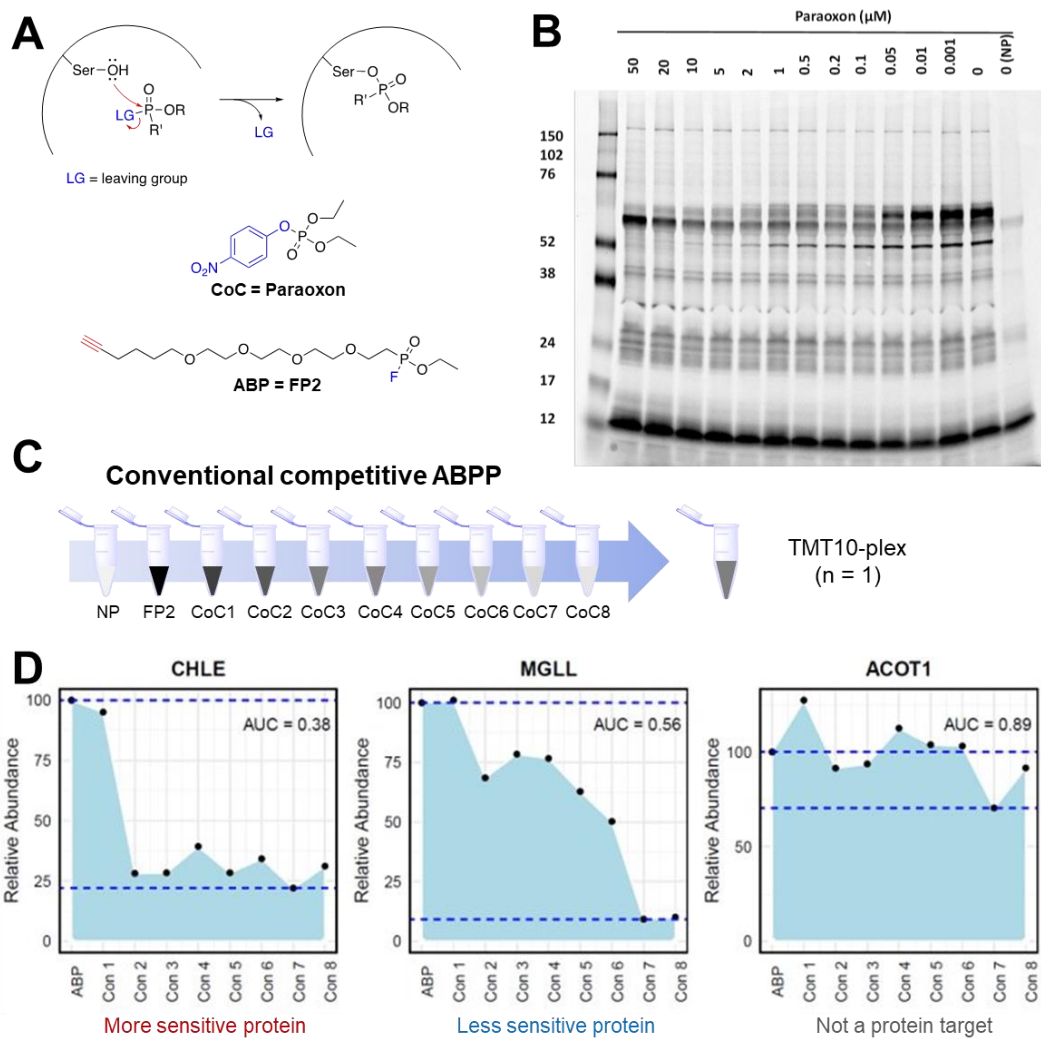 A
Ser
OH
O
LG
P
OR
R'
LG
Ser
O
O
R'
P
OR
LG = leaving group
O
P
O
O
O
O₂N
CoC = Paraoxon
O
O
O
O
O
P
O
F
ABP = FP2
B
Paraoxon (µM)
50 20 10 5 2 1 0.5 0.2 0.1 0.05 0.01 0.001 0 0 (NP)
150
102
76
52
38
24
17
12
C
Conventional competitive ABPP
NP FP2 CoC1 CoC2 CoC3 CoC4 CoC5 CoC6 CoC7 CoC8
TMT10-plex
(n = 1)
D
CHLE
AUC = 0.38
Relative Abundance
100
75
50
25
0
ABP Con 1 Con 2 Con 3 Con 4 Con 5 Con 6 Con 7 Con 8
More sensitive protein
MGLL
AUC = 0.56
Relative Abundance
100
75
50
25
0
ABP Con 1 Con 2 Con 3 Con 4 Con 5 Con 6 Con 7 Con 8
Less sensitive protein
ACOT1
AUC = 0.89
Relative Abundance
100
50
0
ABP Con 1 Con 2 Con 3 Con 4 Con 5 Con 6 Con 7 Con 8
Not a protein target